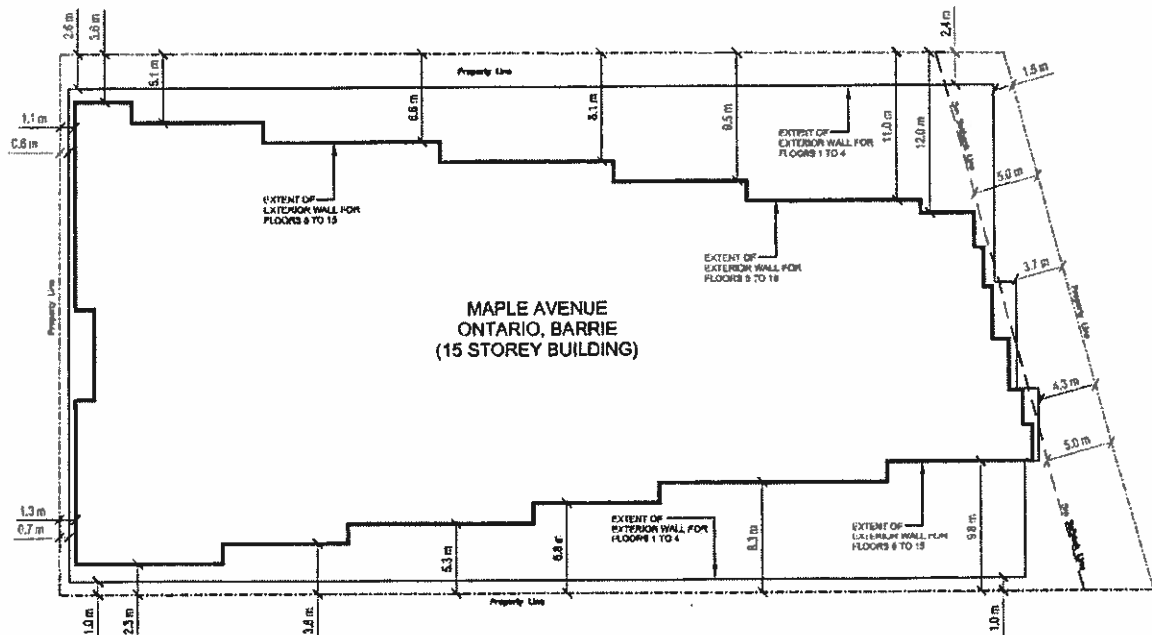 2.6 m
3.6 m
5.1 m
6.6 m
8.1 m
9.5 m
11.0 m
12.0 m
2.4 m
1.5 m
Property Line
1.1 m
0.6 m
EXTENT OF
EXTERIOR WALL FOR
FLOORS 1 TO 4
5.0 m
EXTENT OF
EXTERIOR WALL FOR
FLOORS TO 15
EXTENT OF
EXTERIOR WALL FOR
FLOORS TO
3.7 m
Property Line
Property Line
MAPLE AVENUE
ONTARIO, BARRIE
(15 STOREY BUILDING)
4.3 m
5.0 m
1.3 m
0.7 m
EXTENT OF
EXTERIOR WALL FOR
FLOORS 1 TO 4
EXTENT OF
EXTERIOR WALL FOR
FLOORS TO 15
5.3 m
6.8 m
8.3 m
9.8 m
Property Line
1.0 m
2.3 m
3.8 m
1.0 m